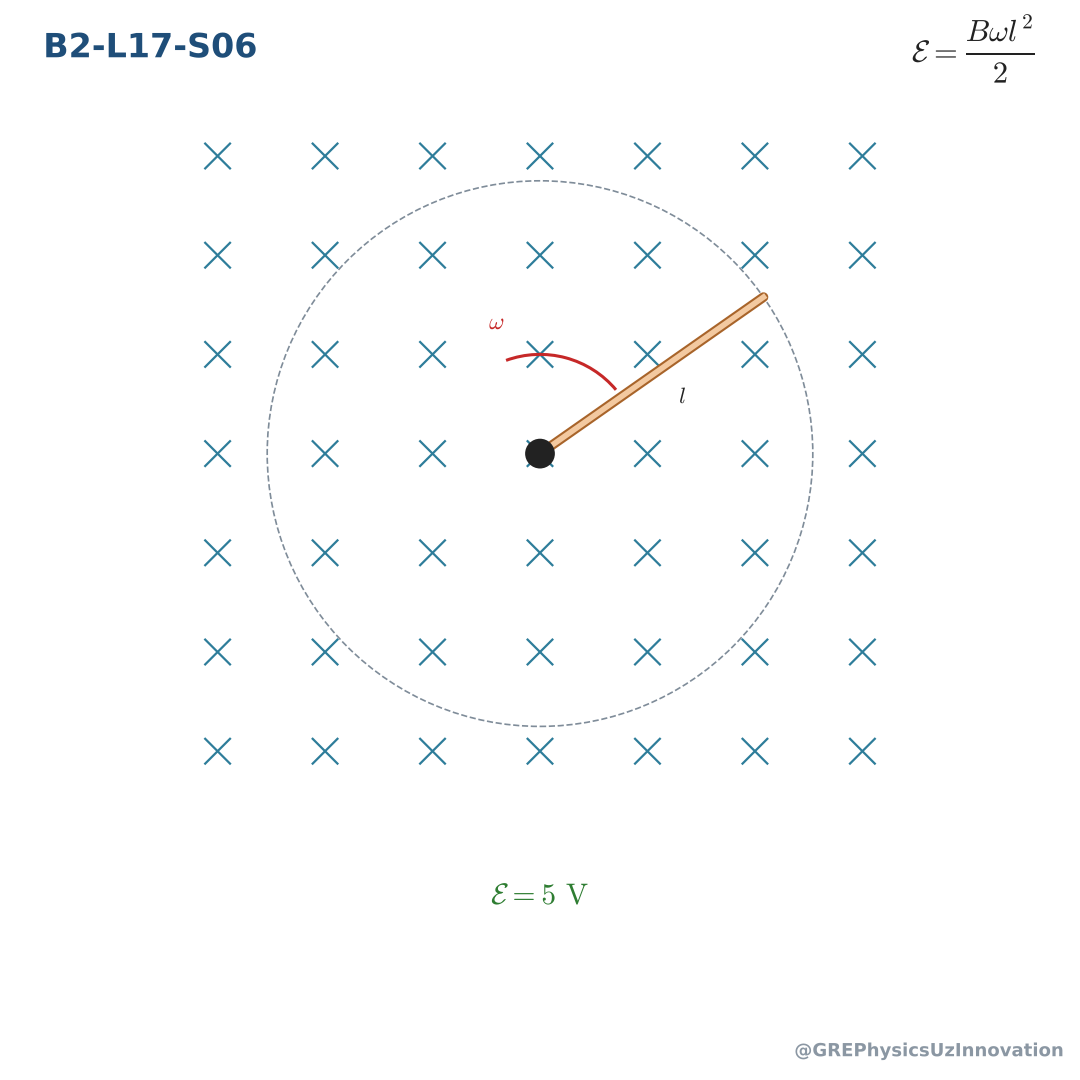 B2-L17-S06
ℰ = Bωl²/2
ω
l
ℰ = 5 V
@GREPhysicsUzInnovation